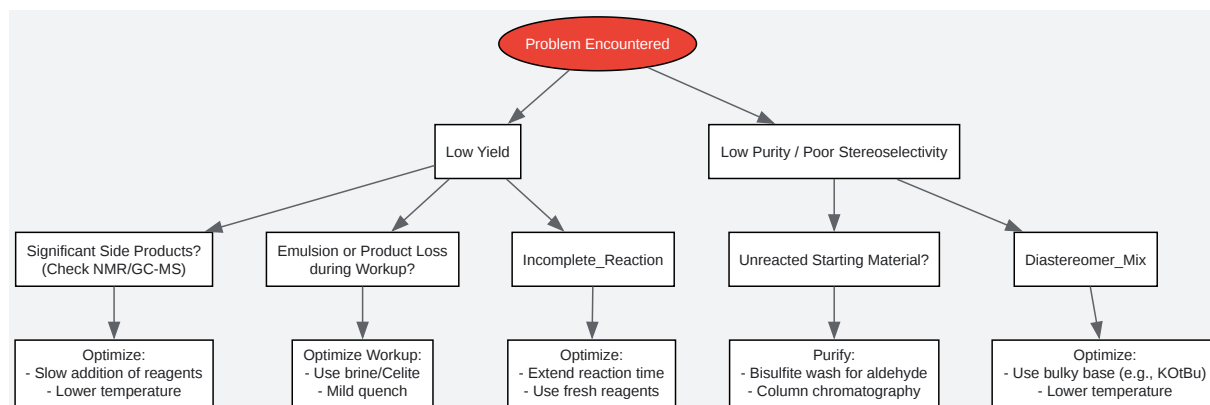 Problem Encountered
Low Yield
Low Purity / Poor Stereoselectivity
Significant Side Products?
(Check NMR/GC-MS)
Emulsion or Product Loss
during Workup?
Incomplete_Reaction
Unreacted Starting Material?
Diastereomer_Mix
Optimize:
- Slow addition of reagents
- Lower temperature
Optimize Workup:
- Use brine/Celite
- Mild quench
Optimize:
- Extend reaction time
- Use fresh reagents
Purify:
- Bisulfite wash for aldehyde
- Column chromatography
Optimize:
- Use bulky base (e.g., KOtBu)
- Lower temperature